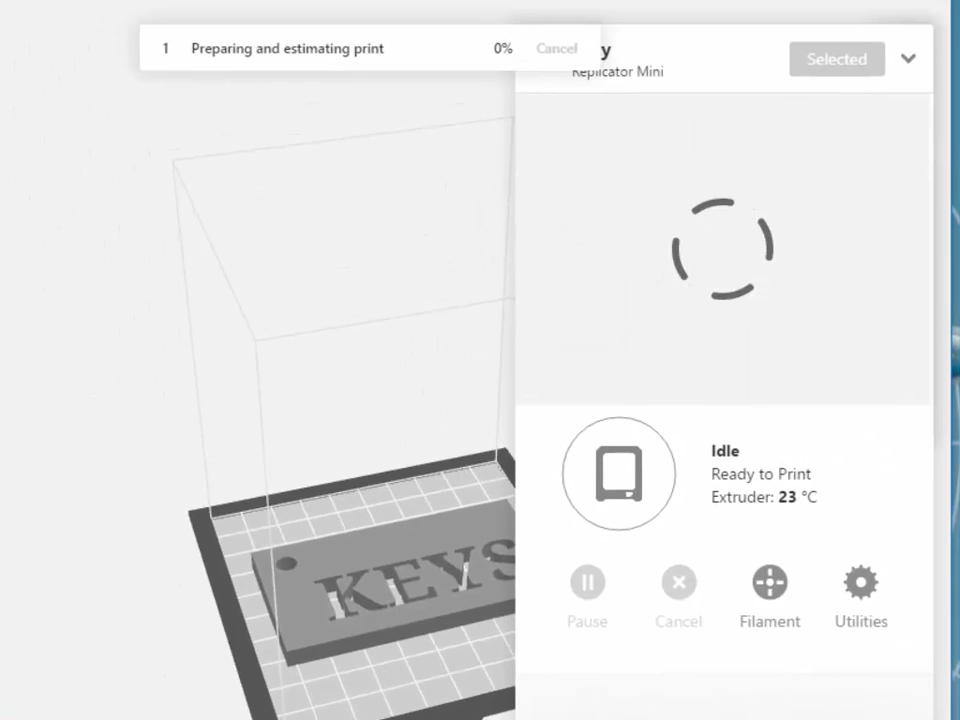 1 Preparing and estimating print 0% Cancel
y Selected
Replicator Mini
Idle
Ready to Print
Extruder: 23 °C
KEYS
Pause Cancel Filament Utilities